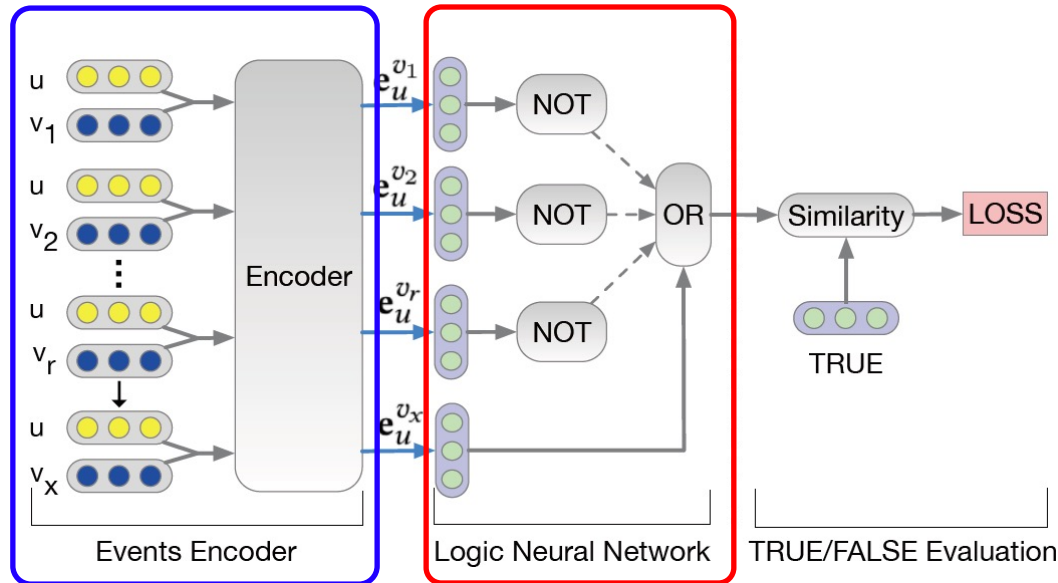 u
v1
e_u^{v1}
NOT
u
v2
e_u^{v2}
NOT
OR
Similarity
LOSS
Encoder
u
vr
e_u^{vr}
NOT
TRUE
u
vx
e_u^{vx}
Events Encoder
Logic Neural Network
TRUE/FALSE Evaluation